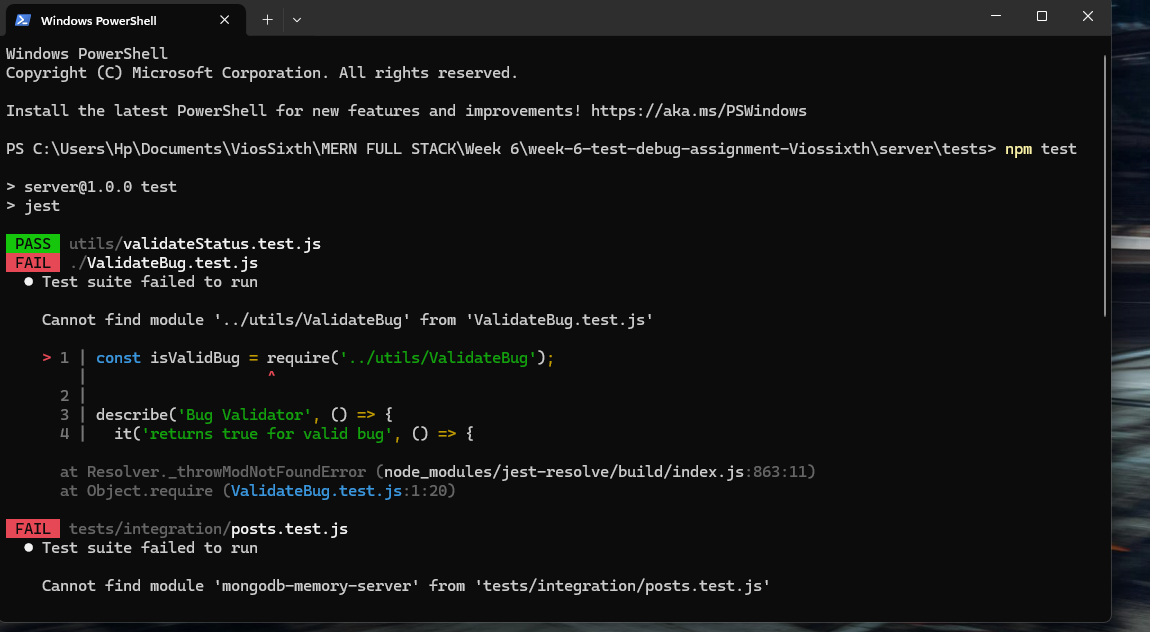 Windows PowerShell
Windows PowerShell
Copyright (C) Microsoft Corporation. All rights reserved.
Install the latest PowerShell for new features and improvements! https://aka.ms/PSWindows
PS C:\Users\Hp\Documents\ViosSixth\MERN FULL STACK\Week 6\week-6-test-debug-assignment-Viossixth\server\tests> npm test
> server@1.0.0 test
> jest
PASS utils/validateStatus.test.js
FAIL ./ValidateBug.test.js
● Test suite failed to run
Cannot find module '../utils/ValidateBug' from 'ValidateBug.test.js'
> 1 | const isValidBug = require('../utils/ValidateBug');
| ^
2 |
3 | describe('Bug Validator', () => {
4 | it('returns true for valid bug', () => {
at Resolver._throwModNotFoundError (node_modules/jest-resolve/build/index.js:863:11)
at Object.require (ValidateBug.test.js:1:20)
FAIL tests/integration/posts.test.js
● Test suite failed to run
Cannot find module 'mongodb-memory-server' from 'tests/integration/posts.test.js'